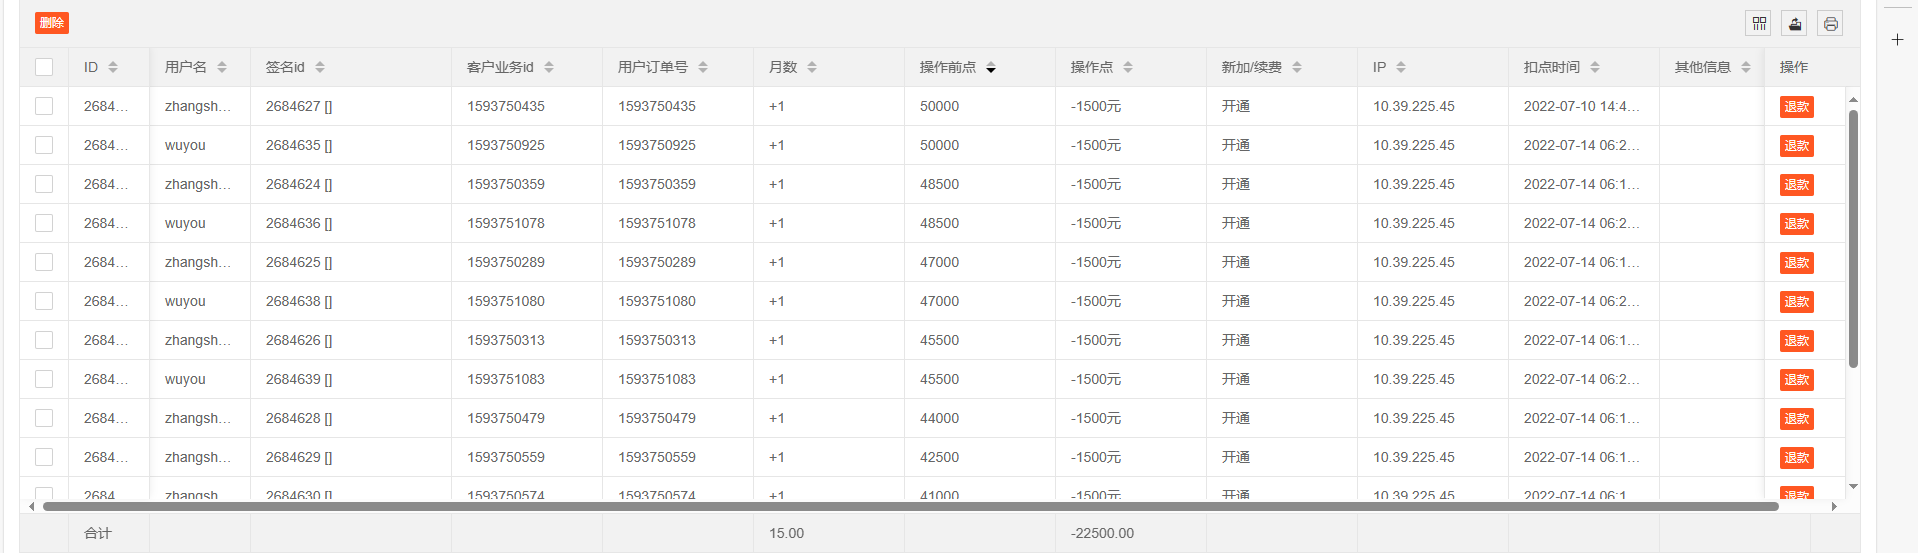 删除
ID 用户名 签名id 客户业务id 用户订单号 月数 操作前点 操作点 新加/续费 IP 扣点时间 其他信息 操作
2684... zhangsh... 2684627 [] 1593750435 1593750435 +1 50000 -1500元 开通 10.39.225.45 2022-07-10 14:4... 退款
2684... wuyou 2684635 [] 1593750925 1593750925 +1 50000 -1500元 开通 10.39.225.45 2022-07-14 06:2... 退款
2684... zhangsh... 2684624 [] 1593750359 1593750359 +1 48500 -1500元 开通 10.39.225.45 2022-07-14 06:1... 退款
2684... wuyou 2684636 [] 1593751078 1593751078 +1 48500 -1500元 开通 10.39.225.45 2022-07-14 06:2... 退款
2684... zhangsh... 2684625 [] 1593750289 1593750289 +1 47000 -1500元 开通 10.39.225.45 2022-07-14 06:1... 退款
2684... wuyou 2684638 [] 1593751080 1593751080 +1 47000 -1500元 开通 10.39.225.45 2022-07-14 06:2... 退款
2684... zhangsh... 2684626 [] 1593750313 1593750313 +1 45500 -1500元 开通 10.39.225.45 2022-07-14 06:1... 退款
2684... wuyou 2684639 [] 1593751083 1593751083 +1 45500 -1500元 开通 10.39.225.45 2022-07-14 06:2... 退款
2684... zhangsh... 2684628 [] 1593750479 1593750479 +1 44000 -1500元 开通 10.39.225.45 2022-07-14 06:1... 退款
2684... zhangsh... 2684629 [] 1593750559 1593750559 +1 42500 -1500元 开通 10.39.225.45 2022-07-14 06:1... 退款
2684 zhangsh 2684630 [] 1593750574 1593750574 +1 41000 -1500元 开通 10.39.225.45 2022-07-14 06:1 退款
合计 15.00 -22500.00